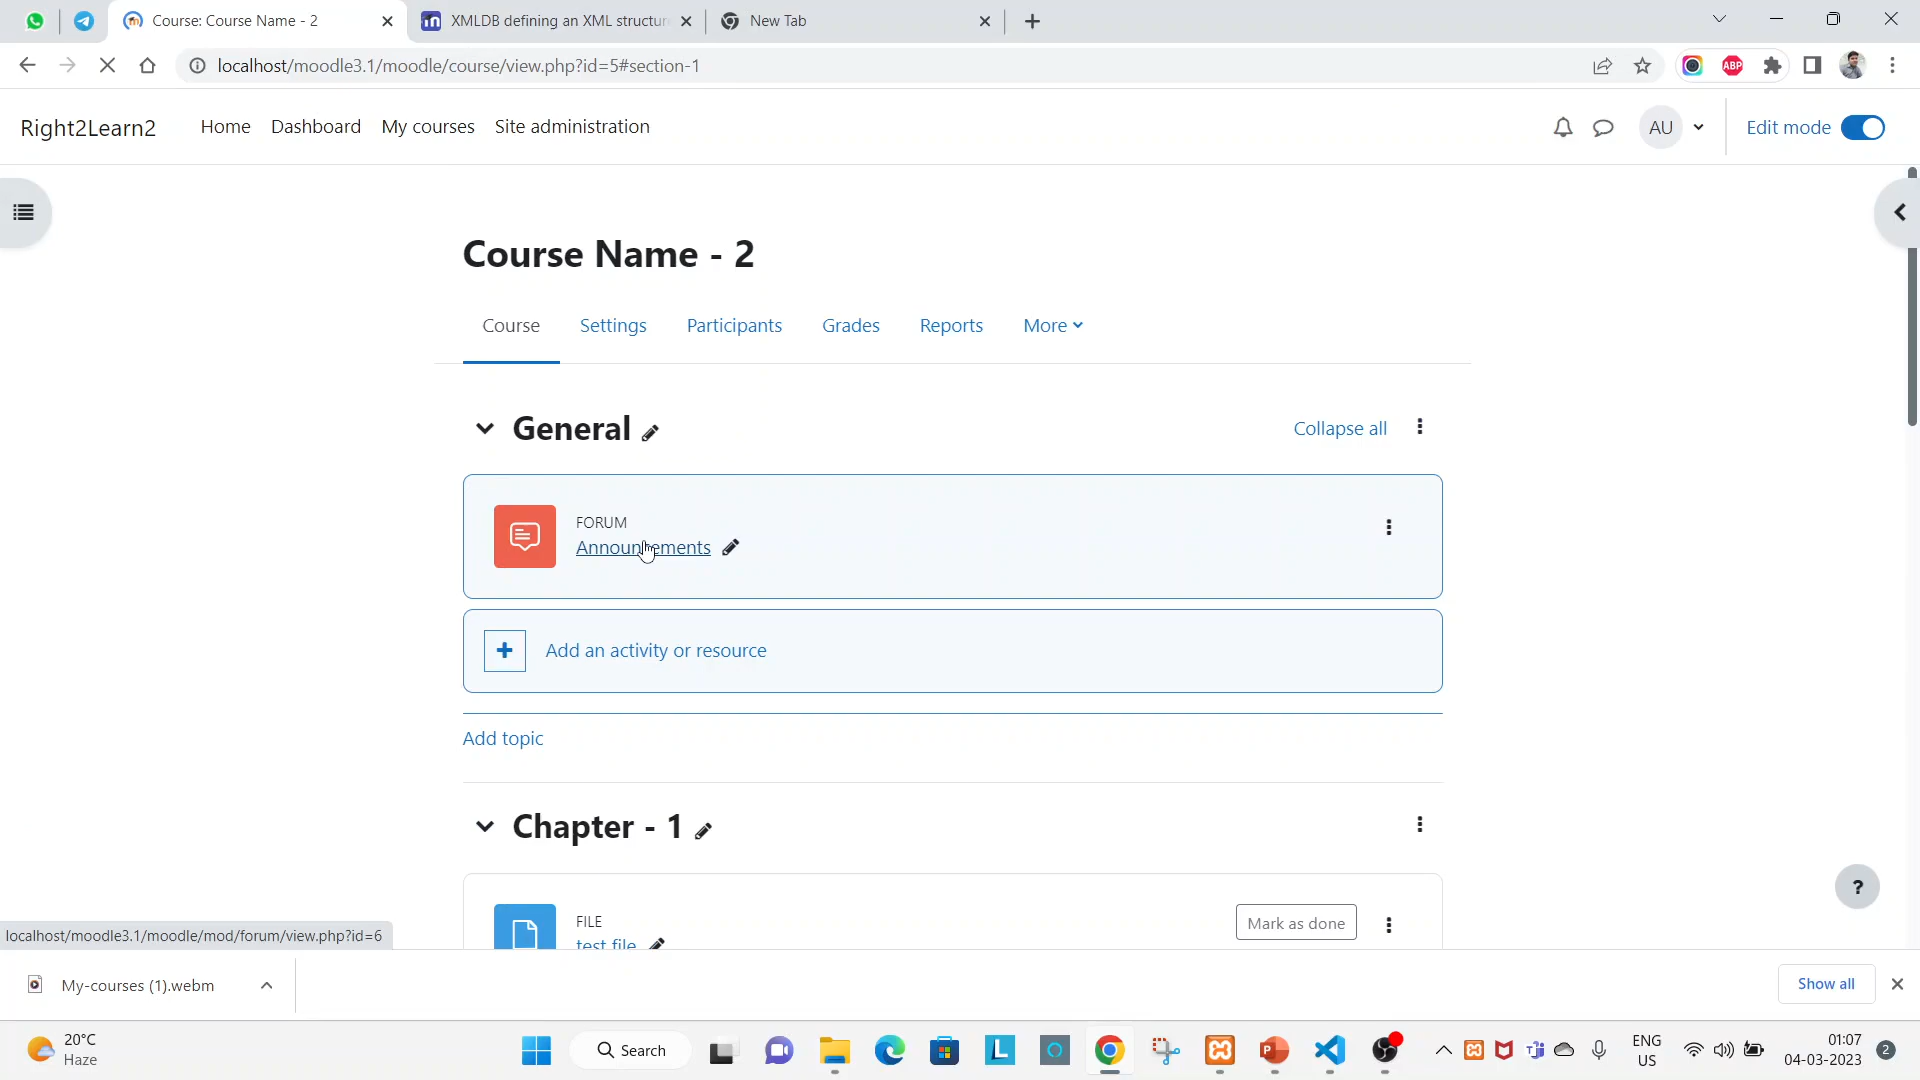 Course: Course Name - 2
XMLDB defining an XML structur
New Tab
localhost/moodle3.1/moodle/course/view.php?id=5#section-1
ABP
Right2Learn2
Home Dashboard My courses Site administration
AU
Edit mode
Course Name - 2
Course Settings Participants Grades Reports More
General
Collapse all
FORUM
Announcements
Add an activity or resource
Add topic
Chapter - 1
FILE
test file
Mark as done
?
localhost/moodle3.1/moodle/mod/forum/view.php?id=6
My-courses (1).webm
Show all
20°C
Haze
Search
ENG
US
01:07
04-03-2023
2